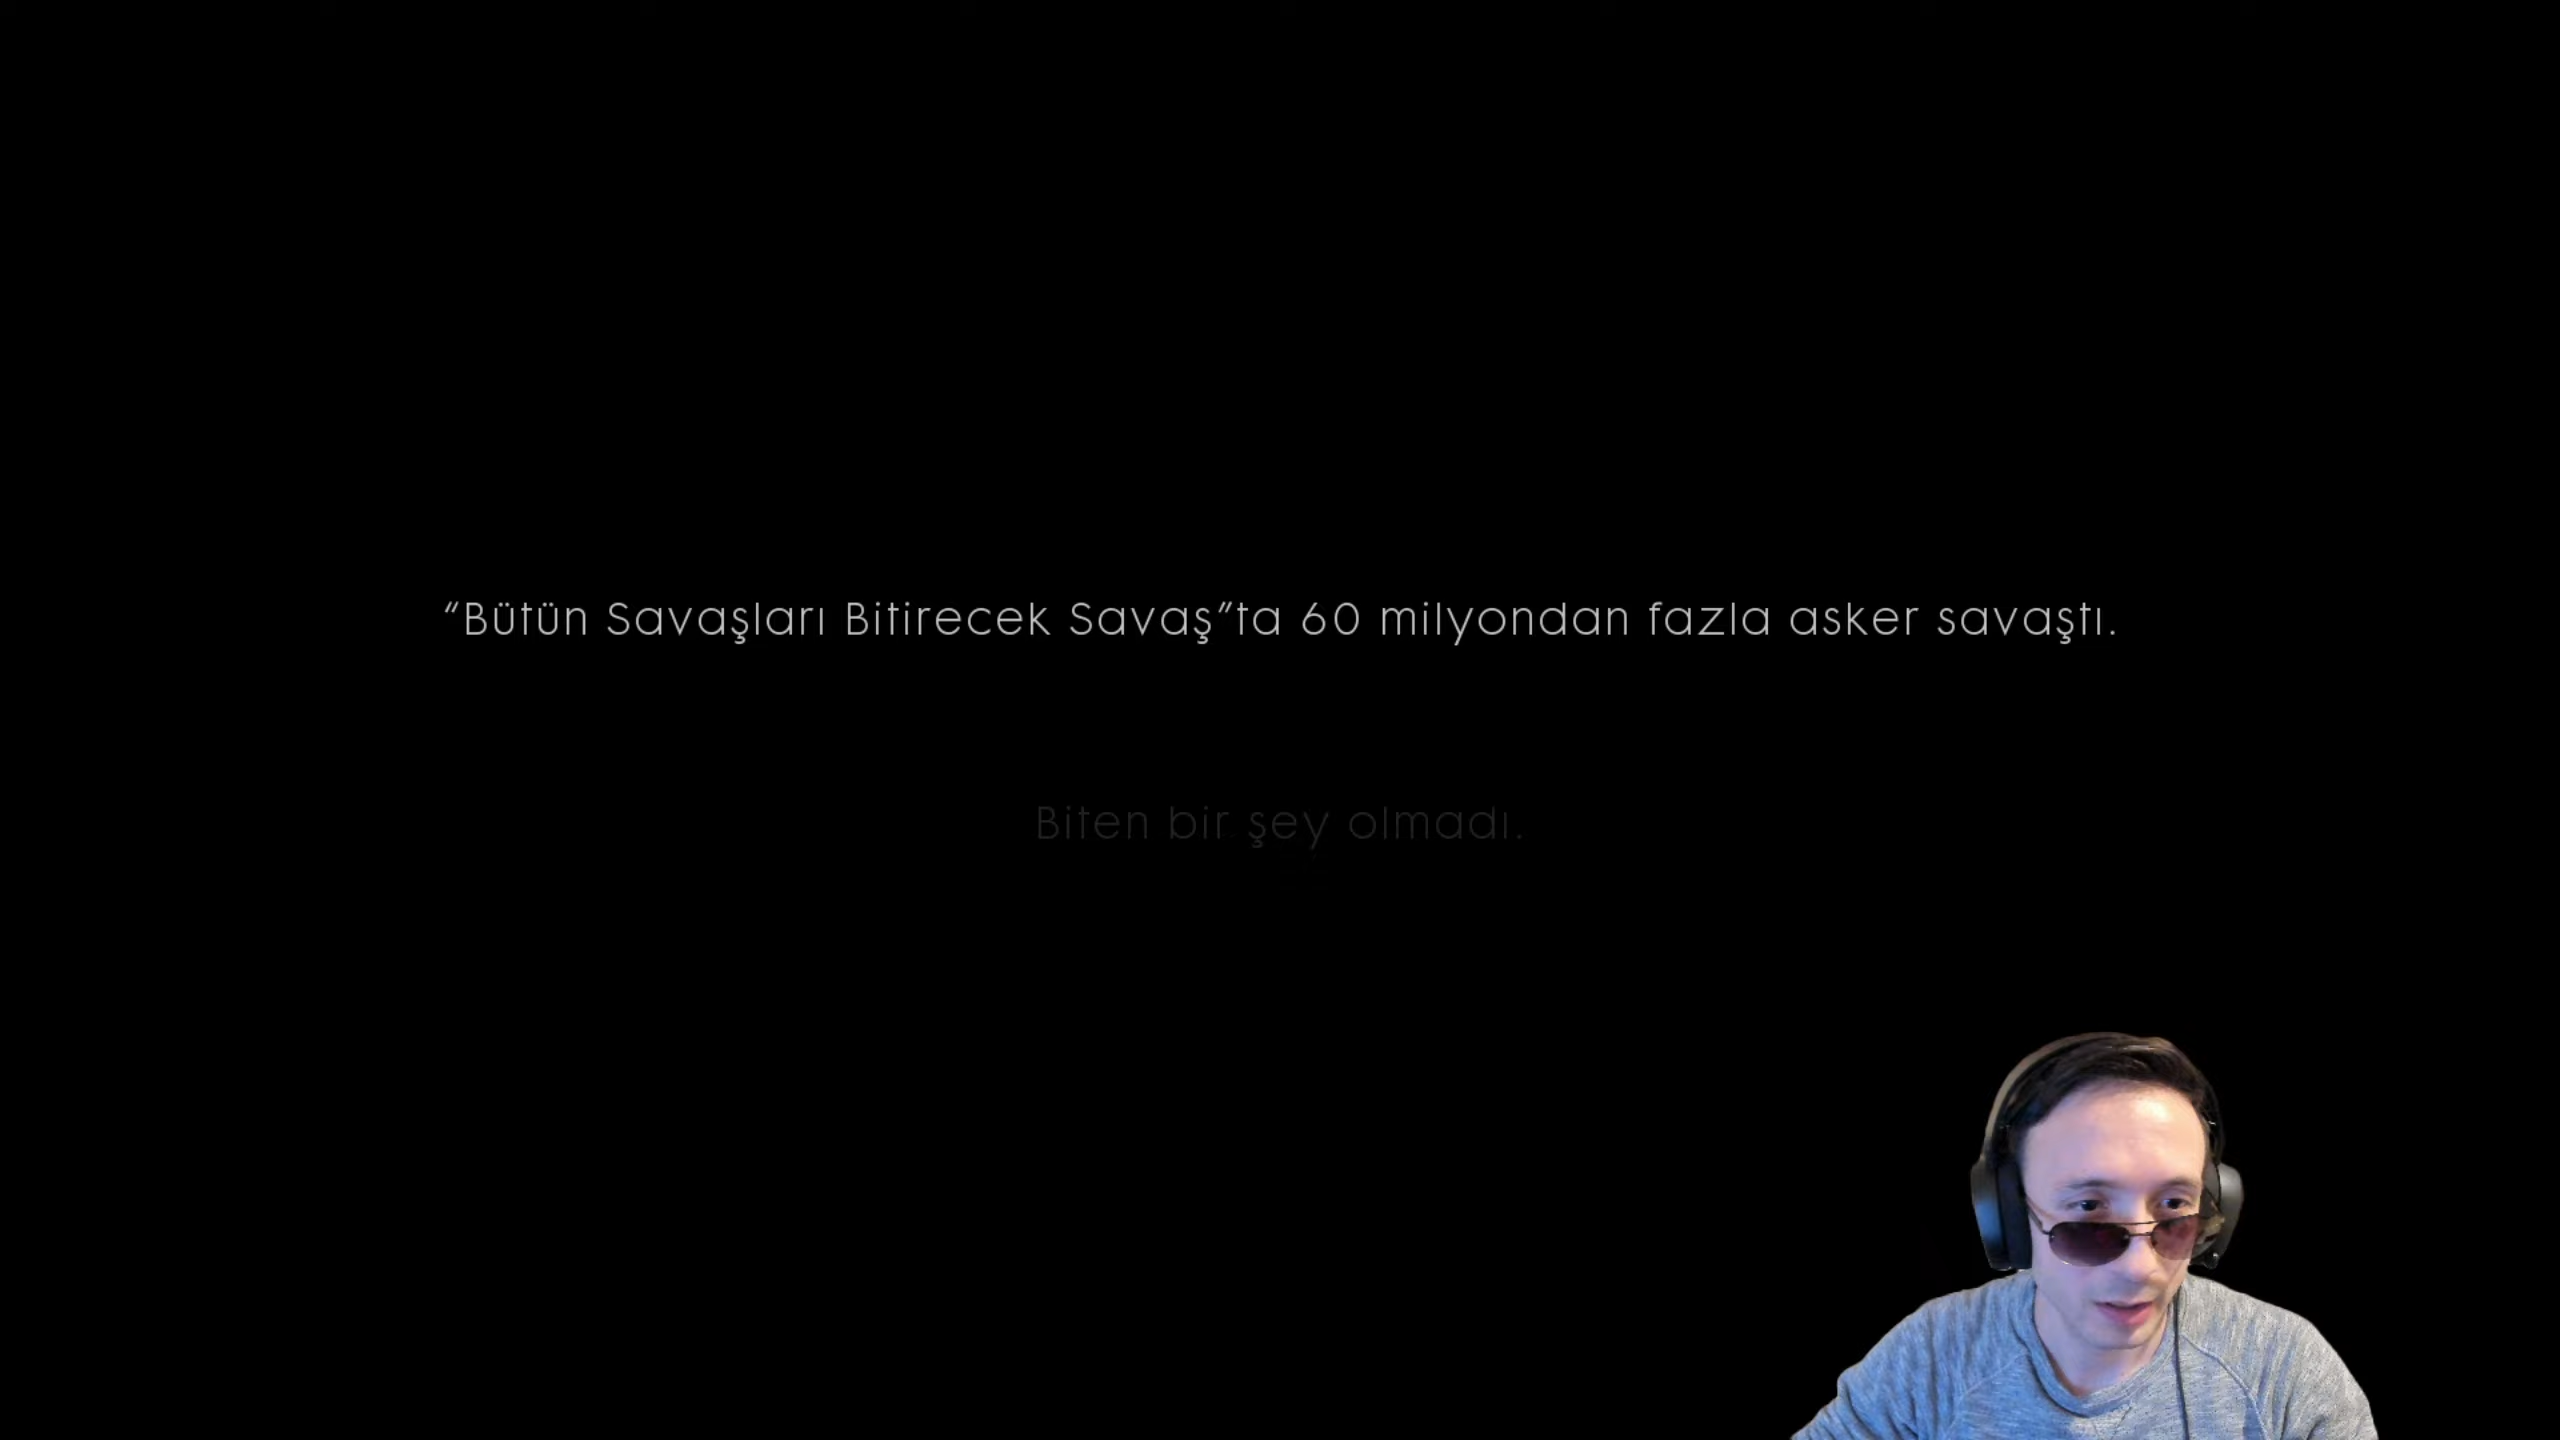 “Bütün Savaşları Bitirecek Savaş”ta 60 milyondan fazla asker savaştı.
Biten bir şey olmadı.